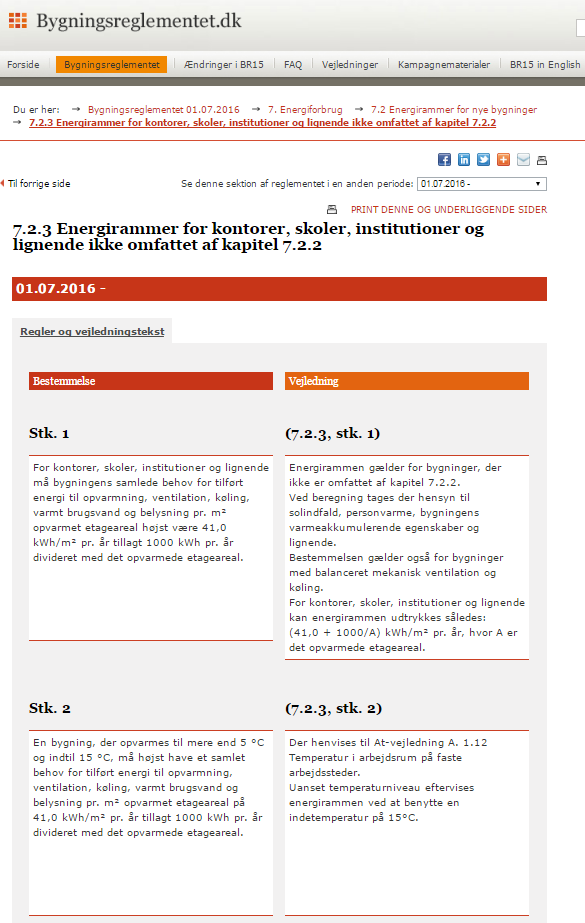 Bygningsreglementet.dk
Forside Bygningsreglementet Ændringer i BR15 FAQ Vejledninger Kampagnematerialer BR15 in English
Du er her: → Bygningsreglementet 01.07.2016 → 7. Energiforbrug → 7.2 Energirammer for nye bygninger
→ 7.2.3 Energirammer for kontorer, skoler, institutioner og lignende ikke omfattet af kapitel 7.2.2
Til forrige side Se denne sektion af reglementet i en anden periode: 01.07.2016 -
PRINT DENNE OG UNDERLIGGENDE SIDER
7.2.3 Energirammer for kontorer, skoler, institutioner og
lignende ikke omfattet af kapitel 7.2.2
01.07.2016 -
Regler og vejledningstekst
Bestemmelse
Stk. 1
For kontorer, skoler, institutioner og lignende
må bygningens samlede behov for tilført
energi til opvarmning, ventilation, køling,
varmt brugsvand og belysning pr. m²
opvarmet etageareal højst være 41,0
kWh/m² pr. år tillagt 1000 kWh pr. år
divideret med det opvarmede etageareal.
Vejledning
(7.2.3, stk. 1)
Energirammen gælder for bygninger, der
ikke er omfattet af kapitel 7.2.2.
Ved beregning tages der hensyn til
solindfald, personvarme, bygningens
varmeakkumulerende egenskaber og
lignende.
Bestemmelsen gælder også for bygninger
med balanceret mekanisk ventilation og
køling.
For kontorer, skoler, institutioner og lignende
kan energirammen udtrykkes således:
(41,0 + 1000/A) kWh/m² pr. år, hvor A er
det opvarmede etageareal.
Stk. 2
En bygning, der opvarmes til mere end 5 °C
og indtil 15 °C, må højst have et samlet
behov for tilført energi til opvarmning,
ventilation, køling, varmt brugsvand og
belysning pr. m² opvarmet etageareal på
41,0 kWh/m² pr. år tillagt 1000 kWh pr. år
divideret med det opvarmede etageareal.
(7.2.3, stk. 2)
Der henvises til At-vejledning A. 1.12
Temperatur i arbejdsrum på faste
arbejdssteder.
Uanset temperaturniveau eftervises
energirammen ved at benytte en
indetemperatur på 15°C.